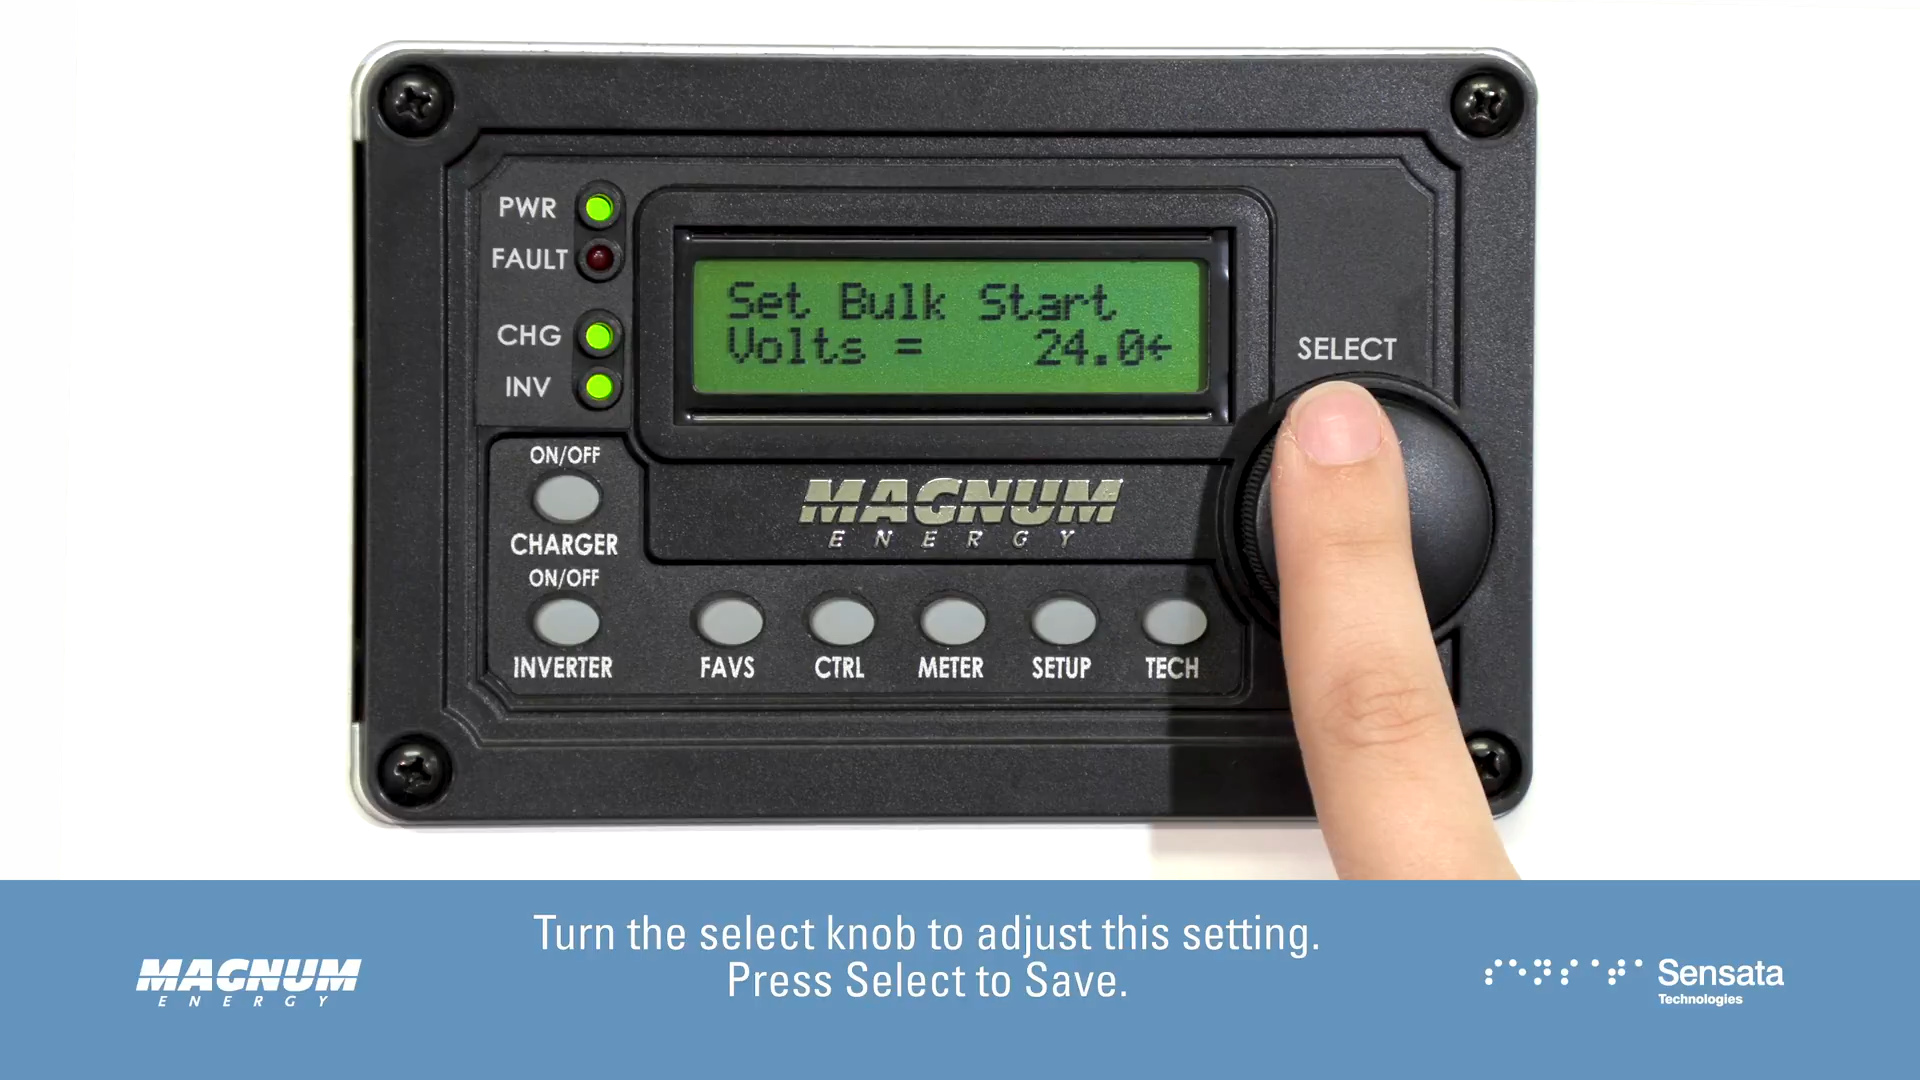 PWR
FAULT
CHG
INV
Set Bulk Start
Volts = 24.0←
SELECT
ON/OFF
CHARGER
ON/OFF
INVERTER
MAGNUM
ENERGY
FAVS
CTRL
METER
SETUP
TECH
Turn the select knob to adjust this setting.
Press Select to Save.
MAGNUM
ENERGY
Sensata
Technologies